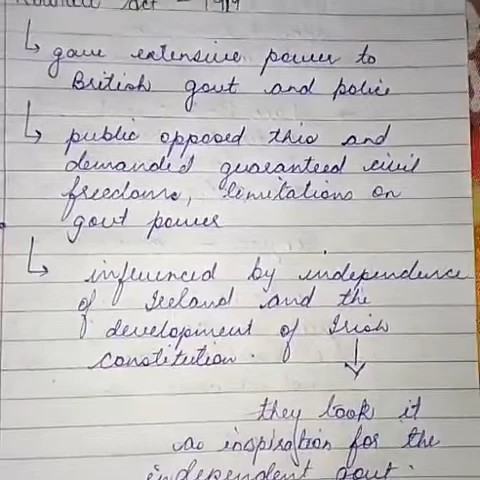 Rowlatt Act - 1919
↳ gave extensive power to
British govt and police
↳ public opposed this and
demanded guaranteed civil
freedoms, limitations on
govt power
↳ influenced by independence
of Ireland and the
development of Irish
constitution.
↓
they took it
as inspiration for the
independent govt.